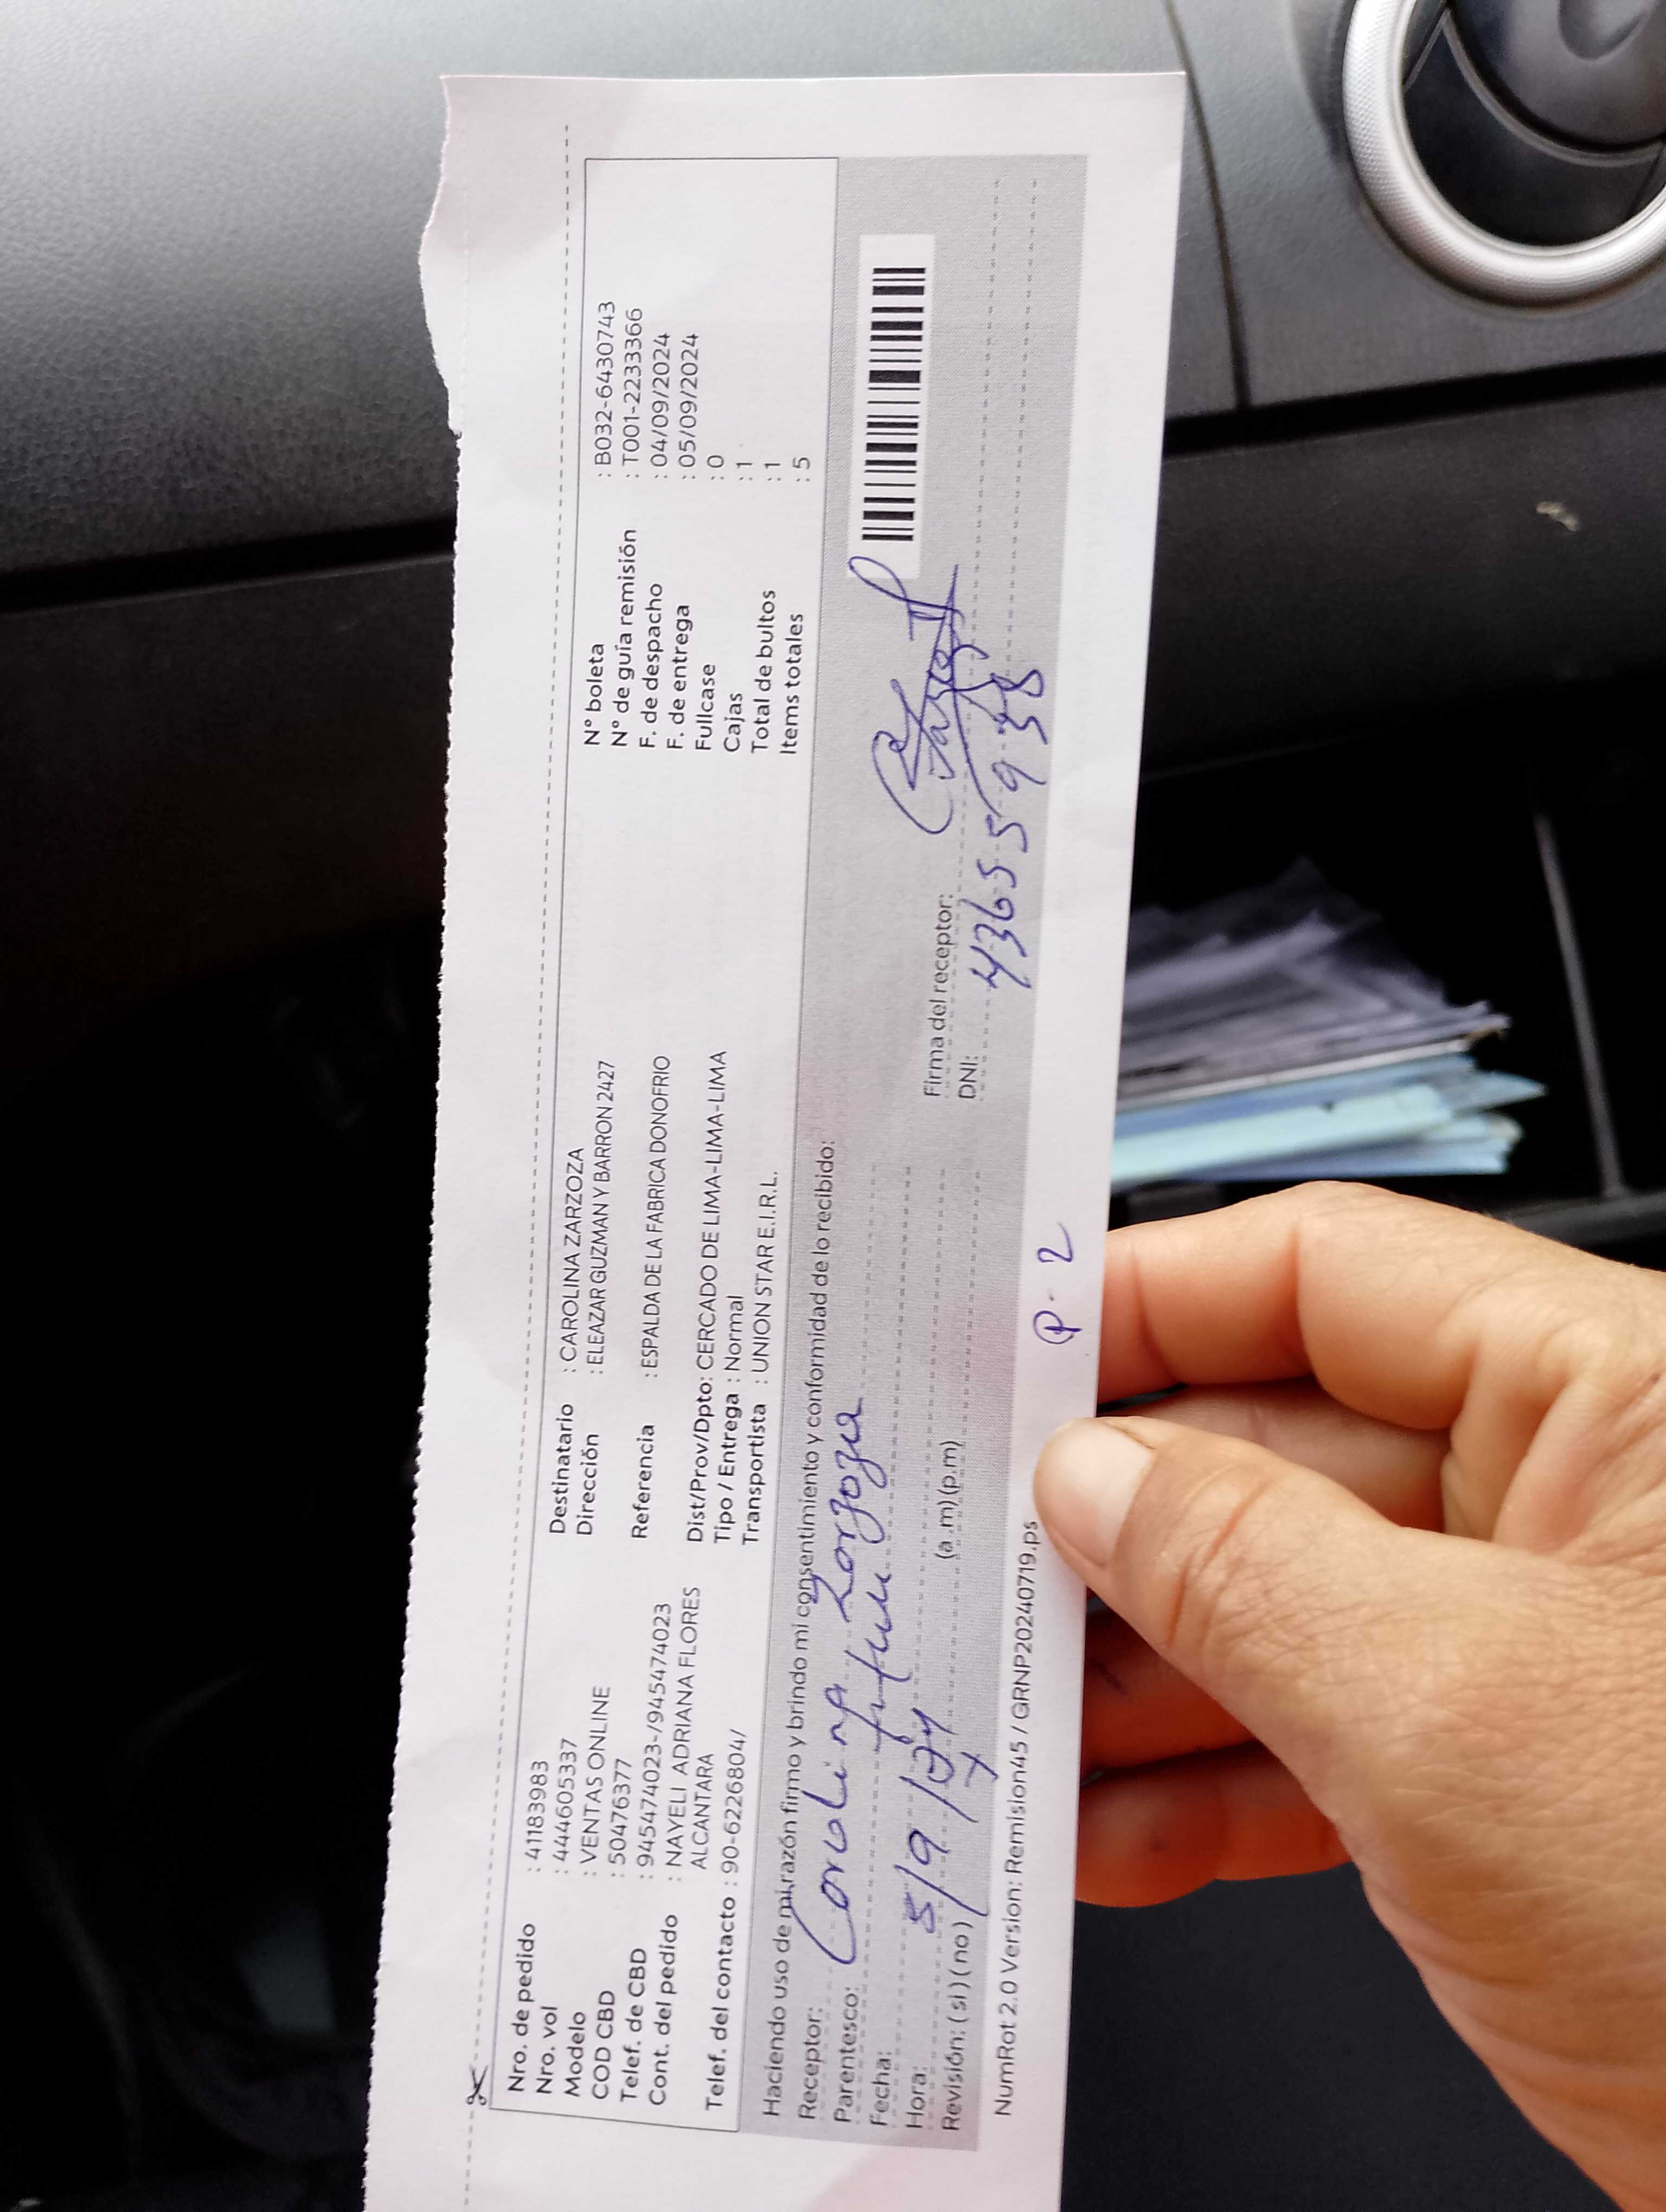 Nro. de pedido : 41183983
Nro. vol : 4446605337
Modelo : VENTAS ONLINE
COD CBD : 50476377
Telef. de CBD : 945474023-/945474023
Cont. del pedido : NAYELI ADRIANA FLORES
ALCANTARA
Telef. del contacto : 90-6226804/
Destinatario : CAROLINA ZARZOZA
Dirección : ELEAZAR GUZMAN Y BARRON 2427
Referencia : ESPALDA DE LA FABRICA DONOFRIO
Dist/Prov/Dpto: CERCADO DE LIMA-LIMA-LIMA
Tipo / Entrega : Normal
Transportista : UNION STAR E.I.R.L.
N° boleta : B032-6430743
N° de guía remisión : T001-2233366
F. de despacho : 04/09/2024
F. de entrega : 05/09/2024
Fullcase : 0
Cajas : 1
Total de bultos : 1
Items totales : 5
Haciendo uso de mi razón firmo y brindo mi consentimiento y conformidad de lo recibido:
Receptor: Carolina Zarzoza
Parentesco:
Fecha: 5/9/24
Hora: (a.m)(p.m)
Revisión: (si) (no)
Firma del receptor:
DNI: 43655938
NumRot 2.0 Version: Remision45 / GRNP20240719.ps
P-2